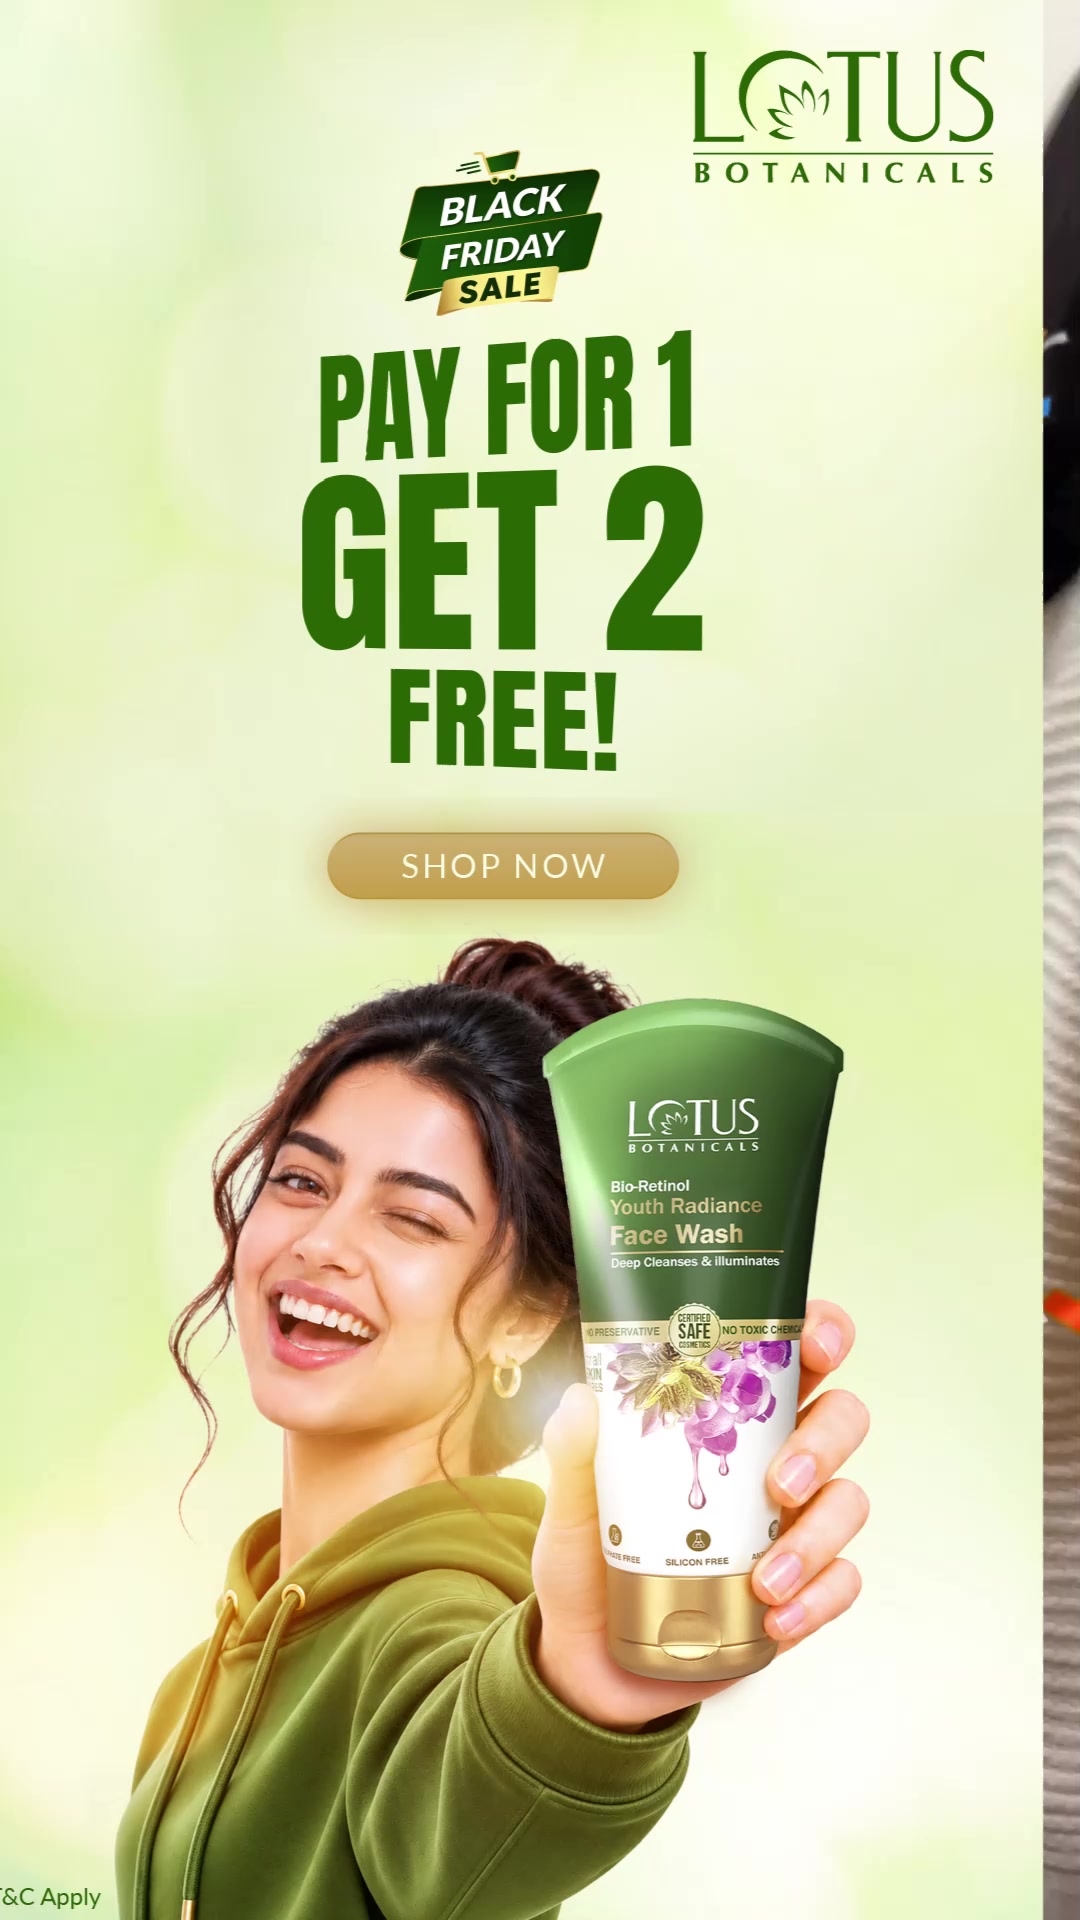 LOTUS
BOTANICALS
BLACK
FRIDAY
SALE
PAY FOR 1
GET 2
FREE!
SHOP NOW
LOTUS
BOTANICALS
Bio-Retinol
Youth Radiance
Face Wash
Deep Cleanses & illuminates
PRESERVATIVE
CERTIFIED
SAFE
COSMETICS
NO TOXIC
SILICON FREE
FREE
T&C Apply